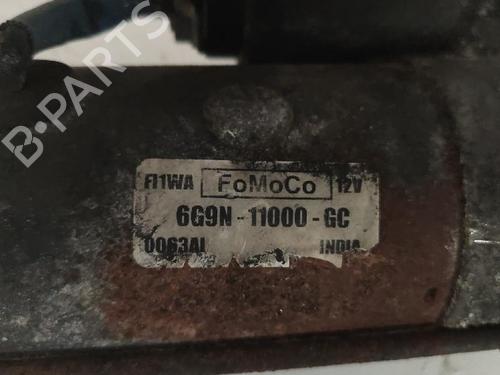 B-PARTS
F11WA FoMoCo 12V
6G9N - 11000 - GC
0063AI INDIA